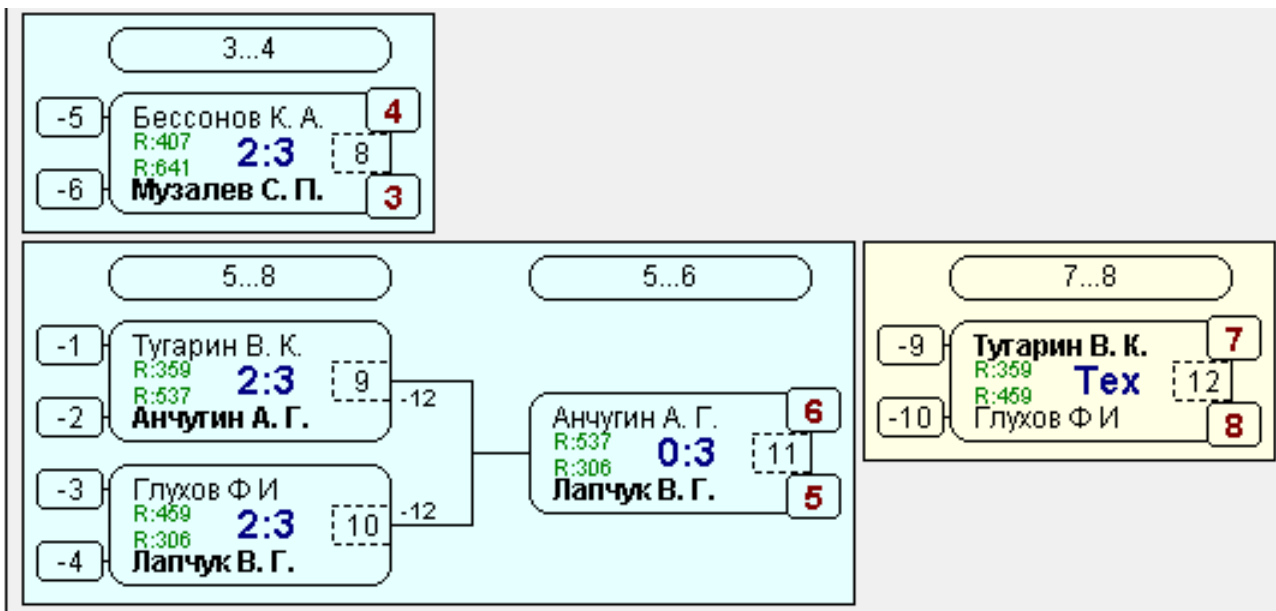 3...4
-5
Бессонов К. А.
4
R:407
2:3
8
R:641
-6
Музалев С. П.
3
5...8
5...6
-1
Тугарин В. К.
R:359
2:3
9
R:537
-12
-2
Анчугин А. Г.
-3
Глухов Ф И
R:459
2:3
10
R:306
-12
-4
Лапчук В. Г.
Анчугин А. Г.
6
R:537
0:3
11
R:306
Лапчук В. Г.
5
7...8
-9
Тугарин В. К.
7
R:359
Тех
12
R:459
-10
Глухов Ф И
8